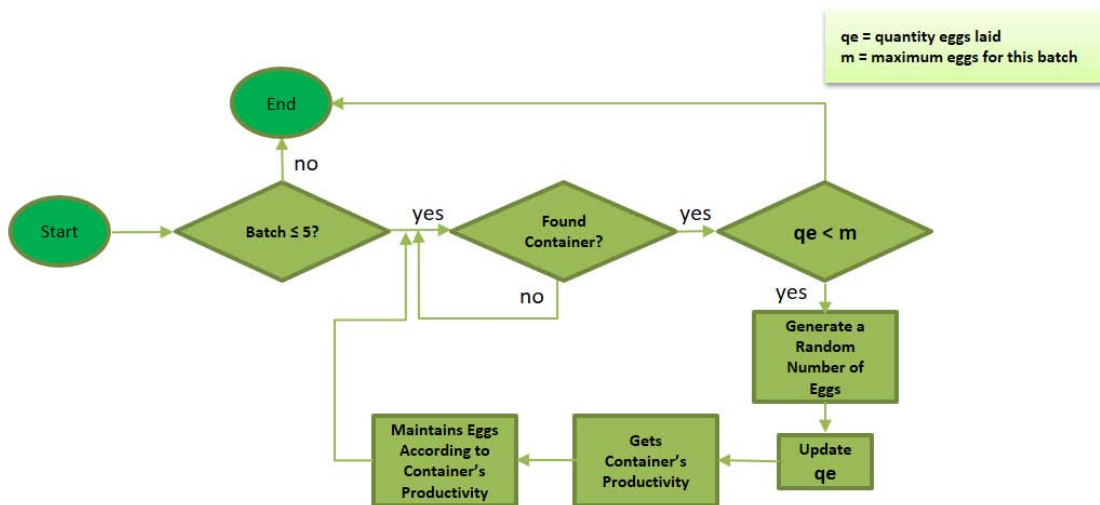 qe = quantity eggs laid
m = maximum eggs for this batch
End
no
Start
Batch ≤ 5?
yes
Found
Container?
yes
qe < m
no
yes
Generate a
Random
Number of
Eggs
Update
qe
Gets
Container's
Productivity
Maintains Eggs
According to
Container's
Productivity